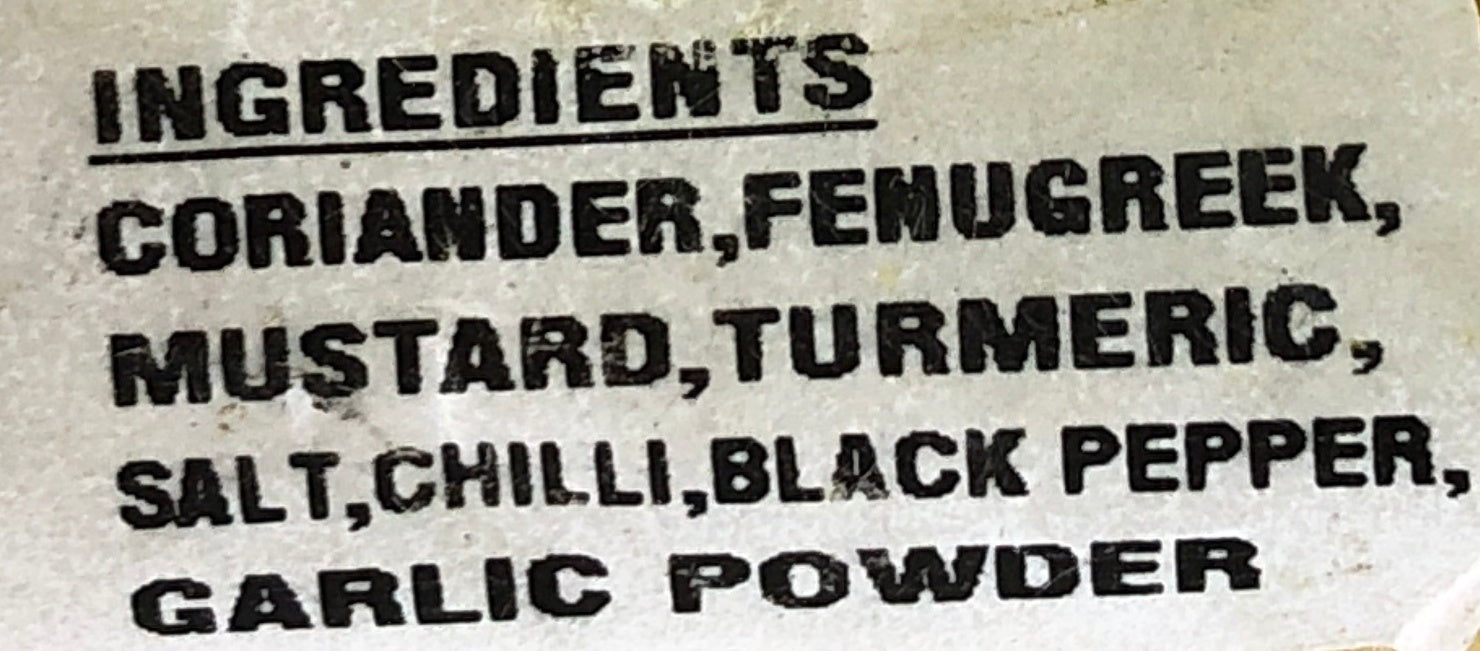 INGREDIENTS
CORIANDER,FENUGREEK,
MUSTARD,TURMERIC,
SALT,CHILLI,BLACK PEPPER,
GARLIC POWDER